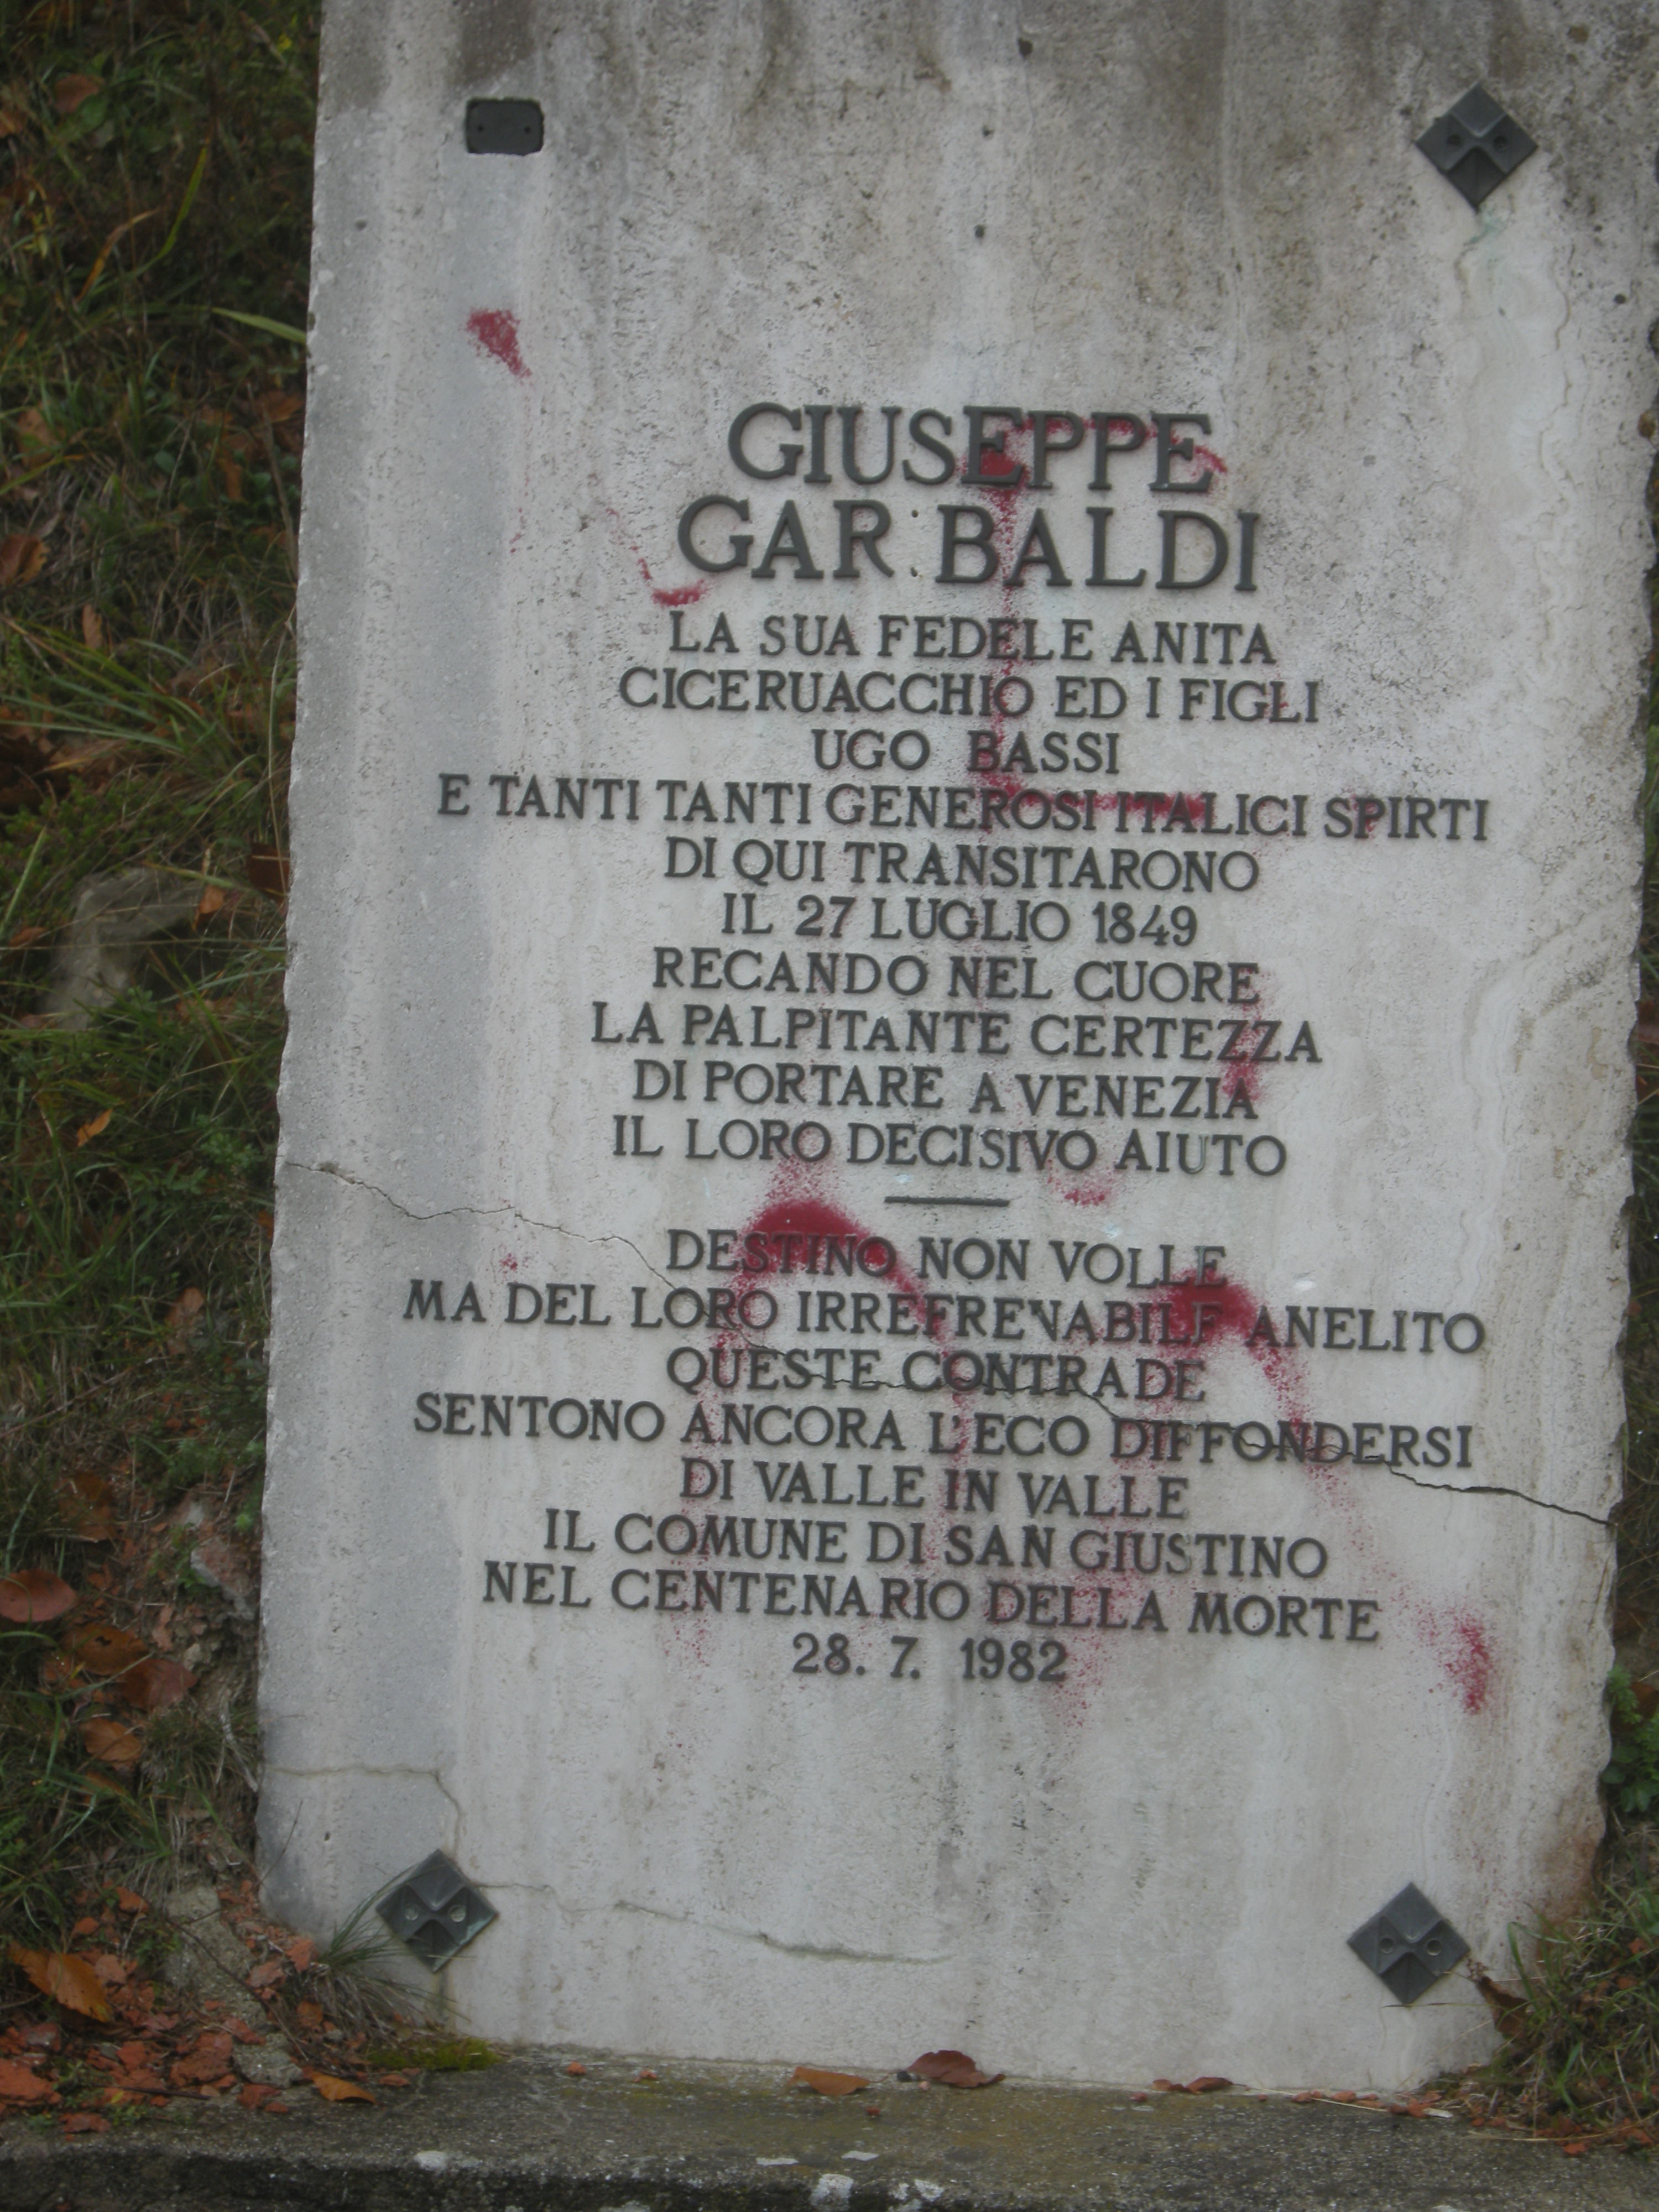 GIUSEPPE
GAR BALDI
LA SUA FEDELE ANITA
CICERUACCHIO ED I FIGLI
UGO BASSI
E TANTI TANTI GENEROSI ITALICI SPIRTI
DI QUI TRANSITARONO
IL 27 LUGLIO 1849
RECANDO NEL CUORE
LA PALPITANTE CERTEZZA
DI PORTARE A VENEZIA
IL LORO DECISIVO AIUTO
DESTINO NON VOLLE
MA DEL LORO IRREFRENABILE ANELITO
QUESTE CONTRADE
SENTONO ANCORA L'ECO DIFFONDERSI
DI VALLE IN VALLE
IL COMUNE DI SAN GIUSTINO
NEL CENTENARIO DELLA MORTE
28. 7. 1982